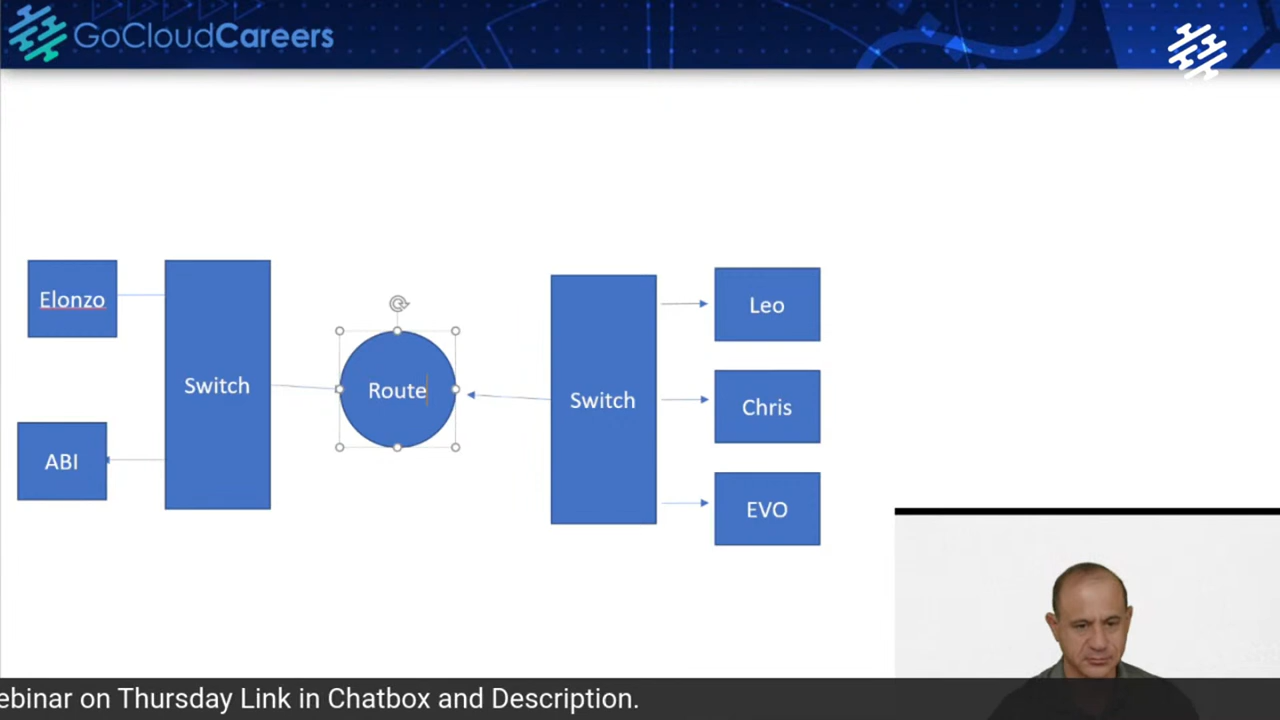 GoCloudCareers
Elonzo
Switch
ABI
Route
Switch
Leo
Chris
EVO
ebinar on Thursday Link in Chatbox and Description.